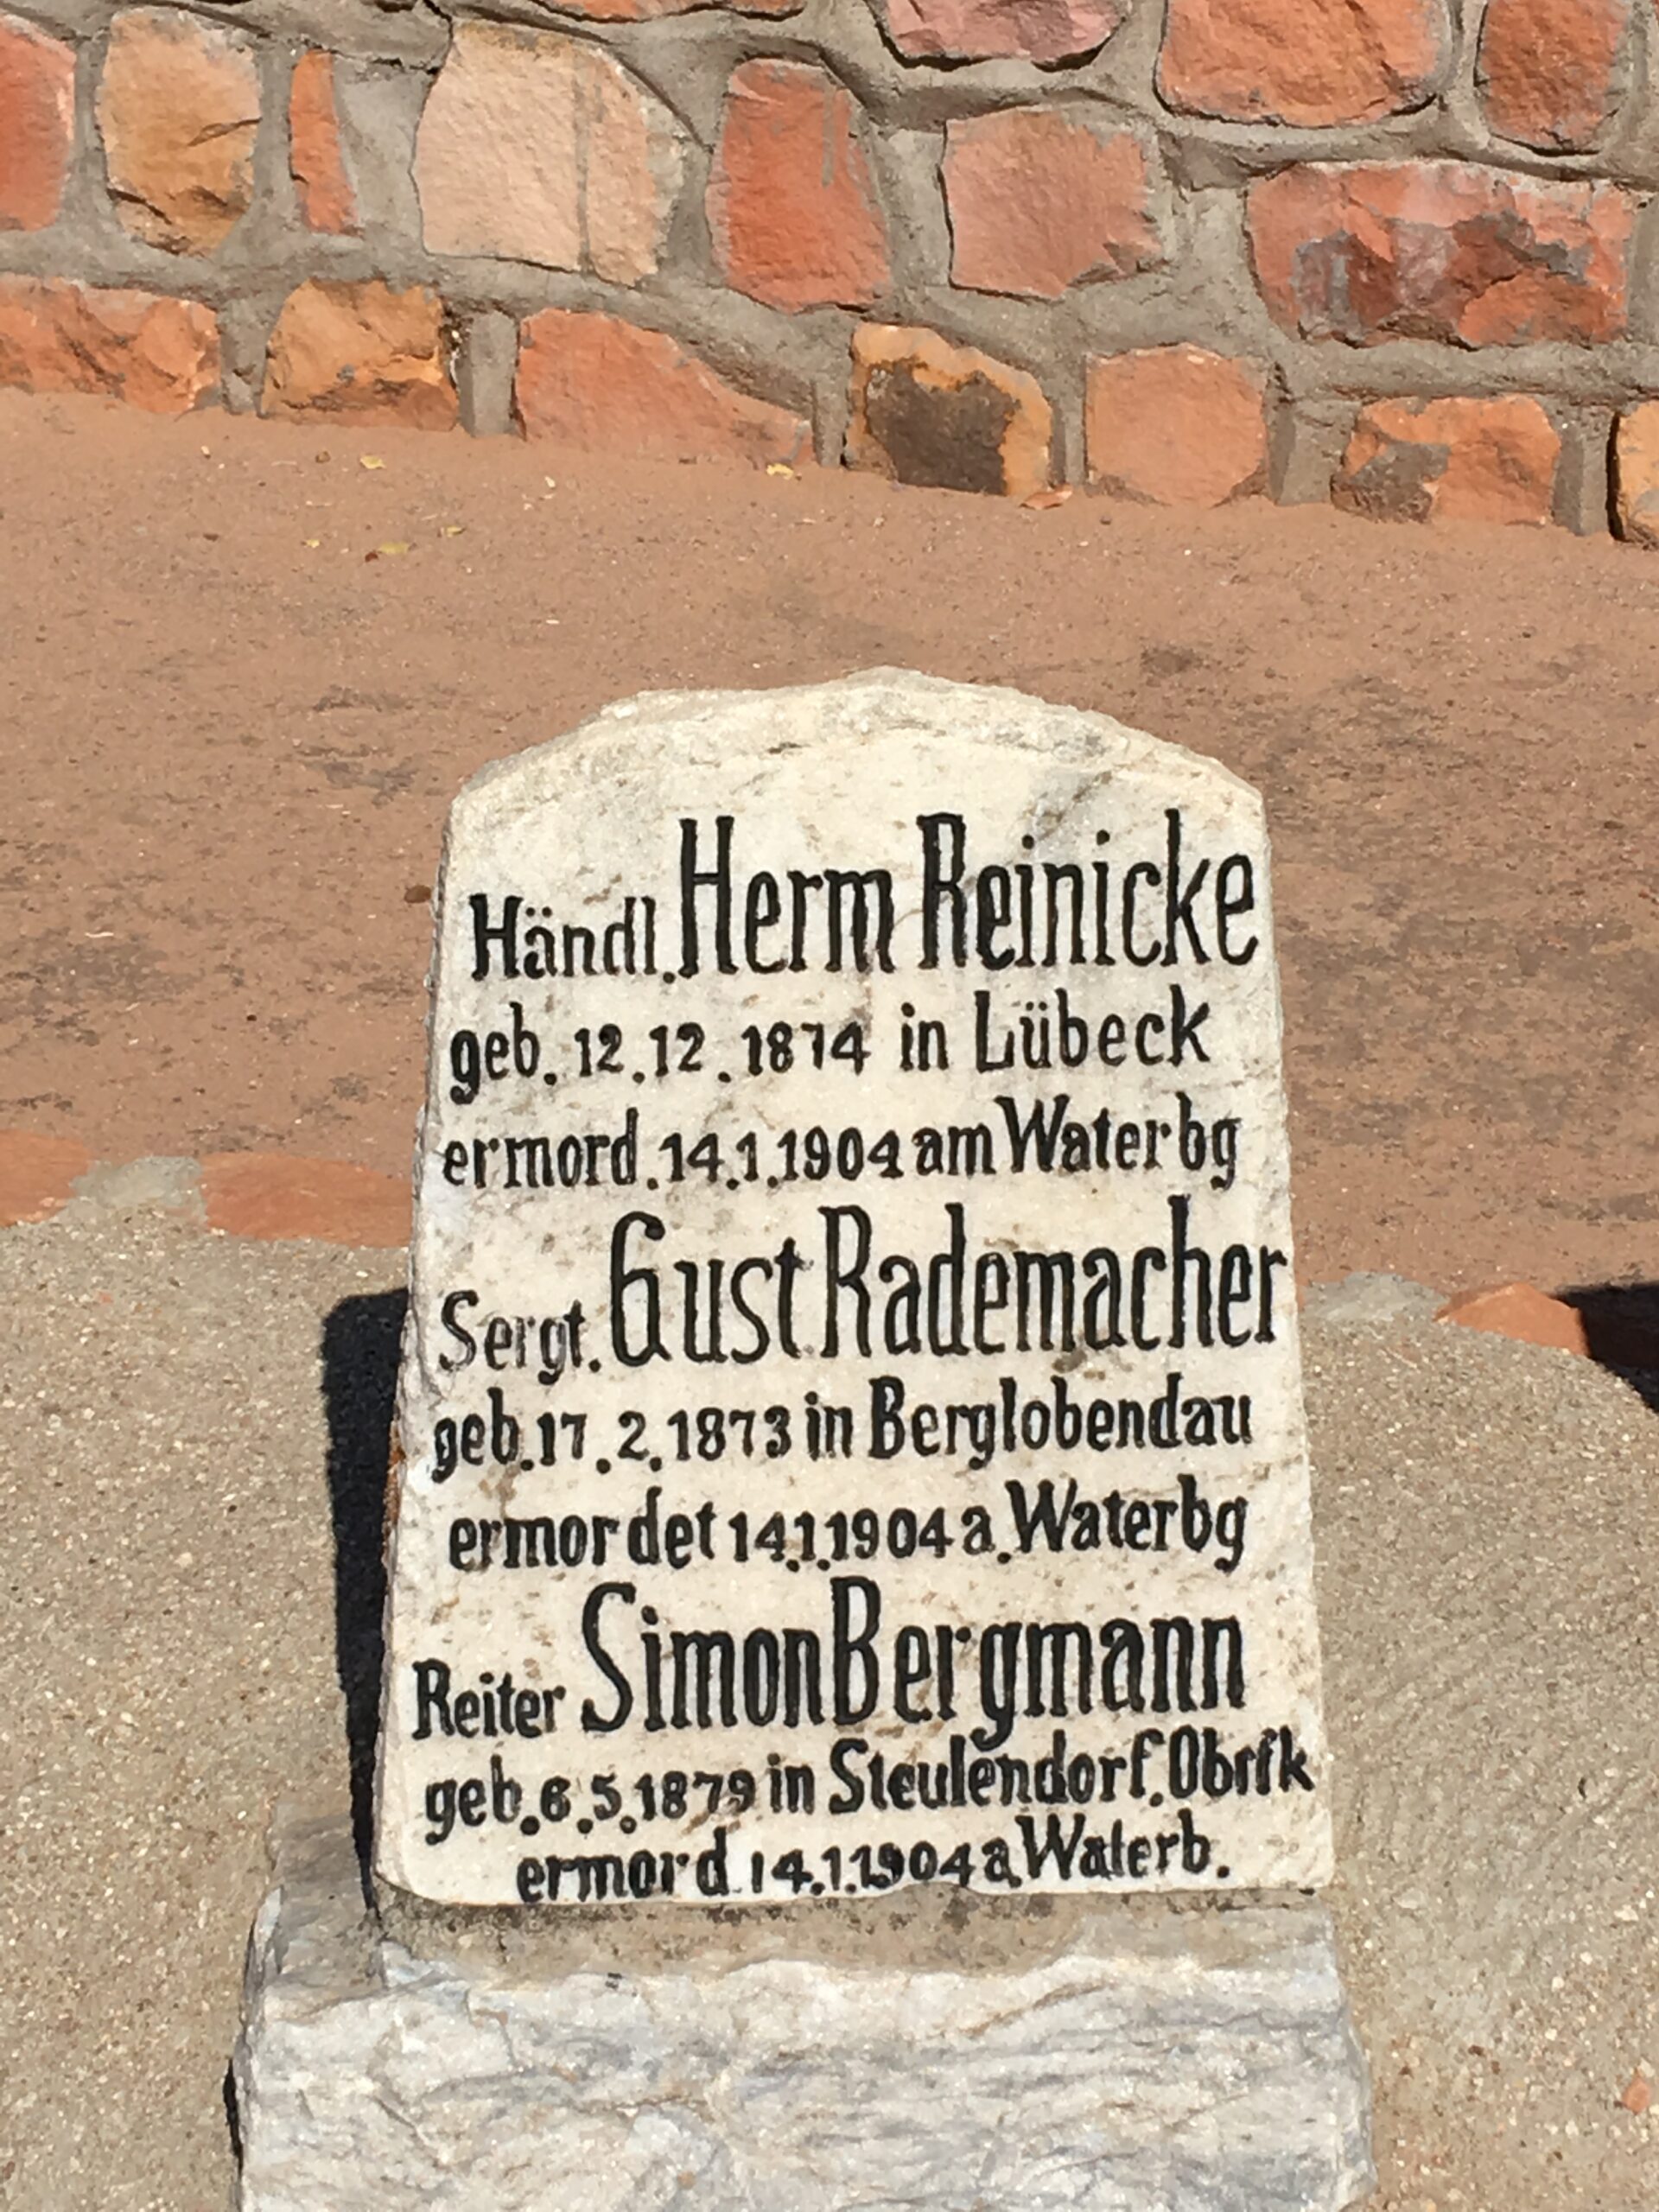 Händl. Herm Reinicke
geb. 12.12.1874 in Lübeck
ermord. 14.1.1904 am Waterbg
Sergt. Gust Rademacher
geb. 17.2.1873 in Berglobendau
ermordet 14.1.1904 a. Waterbg
Reiter Simon Bergmann
geb. 6.5.1879 in Steulendorf. Obrfk
ermord. 14.1.1904 a. Waterb.